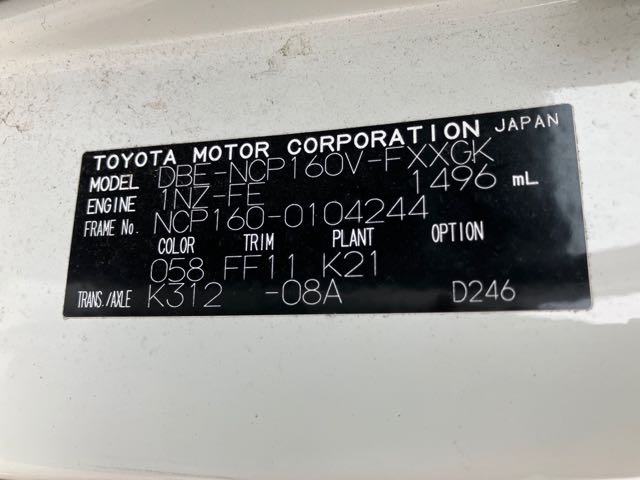 TOYOTA MOTOR CORPORATION JAPAN
MODEL DBE-NCP160V-FXXGK
ENGINE 1NZ-FE 1496 mL
FRAME No. NCP160-0104244
COLOR TRIM PLANT OPTION
058 FF11 K21
TRANS./AXLE K312 -08A D246